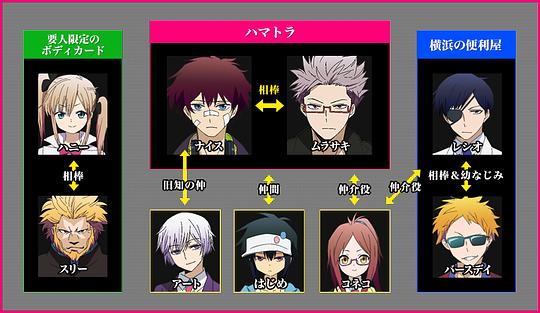 要人限定の
ボディガード
ハニー
相棒
スリー
ハマトラ
相棒
ナイス
ムラサキ
旧知の仲
仲間
仲介役
仲介役
アート
はじめ
コネコ
横浜の便利屋
レシオ
相棒&幼なじみ
バースデイ